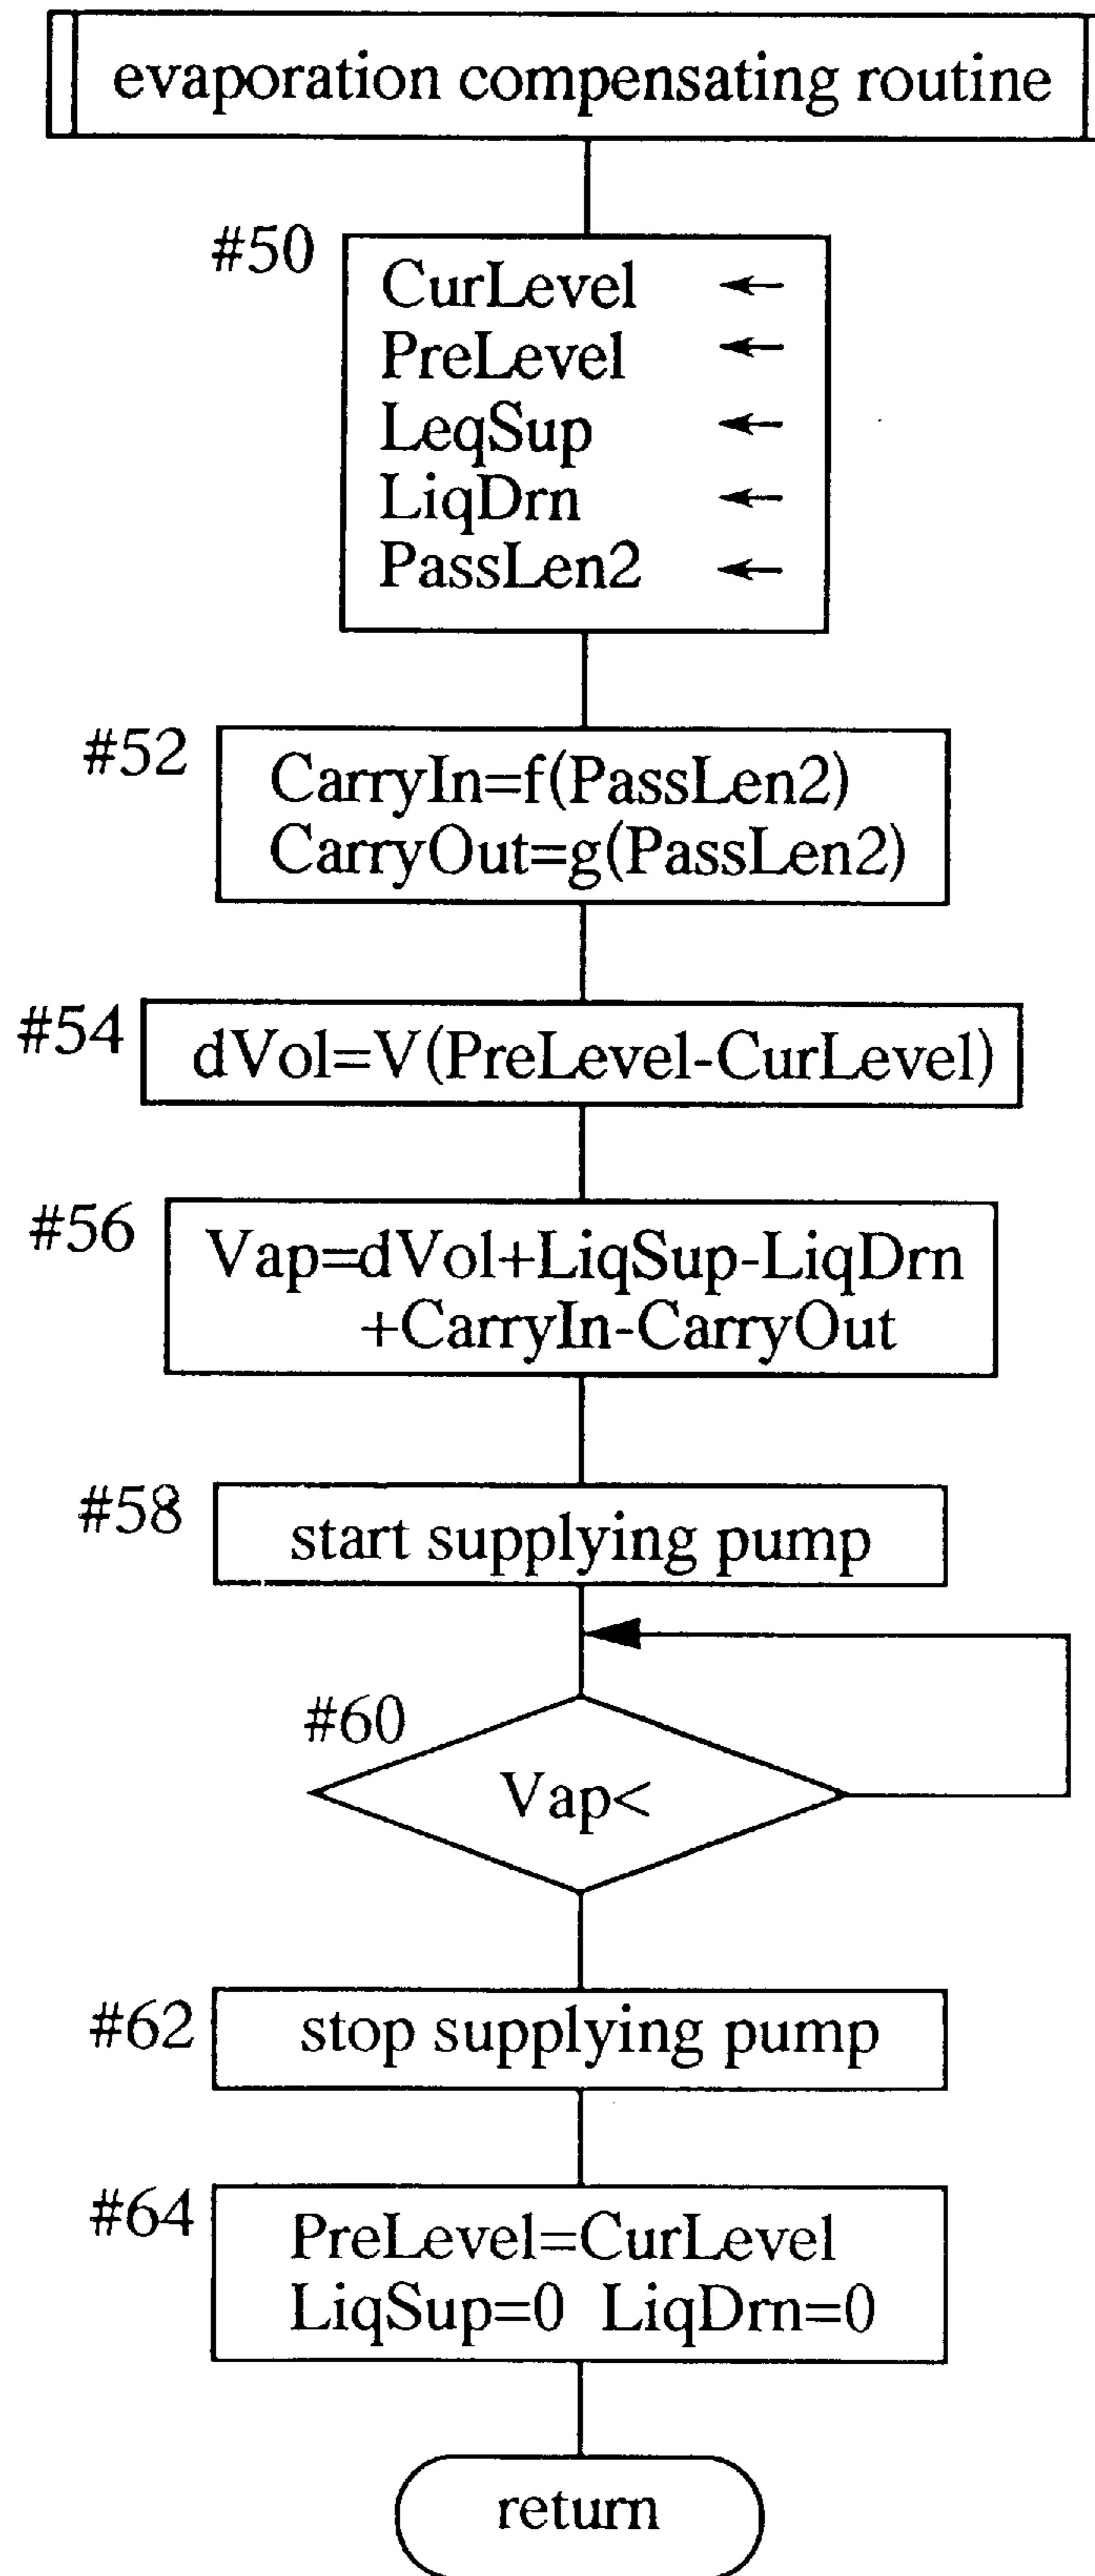 evaporation compensating routine
#50
CurLevel ←
PreLevel ←
LeqSup ←
LiqDrn ←
PassLen2 ←
#52
CarryIn=f(PassLen2)
CarryOut=g(PassLen2)
#54
dVol=V(PreLevel-CurLevel)
#56
Vap=dVol+LiqSup-LiqDrn
+CarryIn-CarryOut
#58
start supplying pump
#60
Vap<
#62
stop supplying pump
#64
PreLevel=CurLevel
LiqSup=0 LiqDrn=0
return